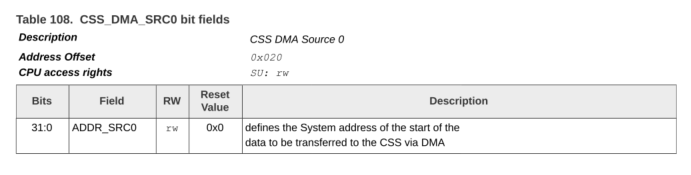 Table 108. CSS_DMA_SRC0 bit fields
Description CSS DMA Source 0
Address Offset 0x020
CPU access rights SU: rw
Bits Field RW Reset Value Description
31:0 ADDR_SRC0 rw 0x0 defines the System address of the start of the
data to be transferred to the CSS via DMA